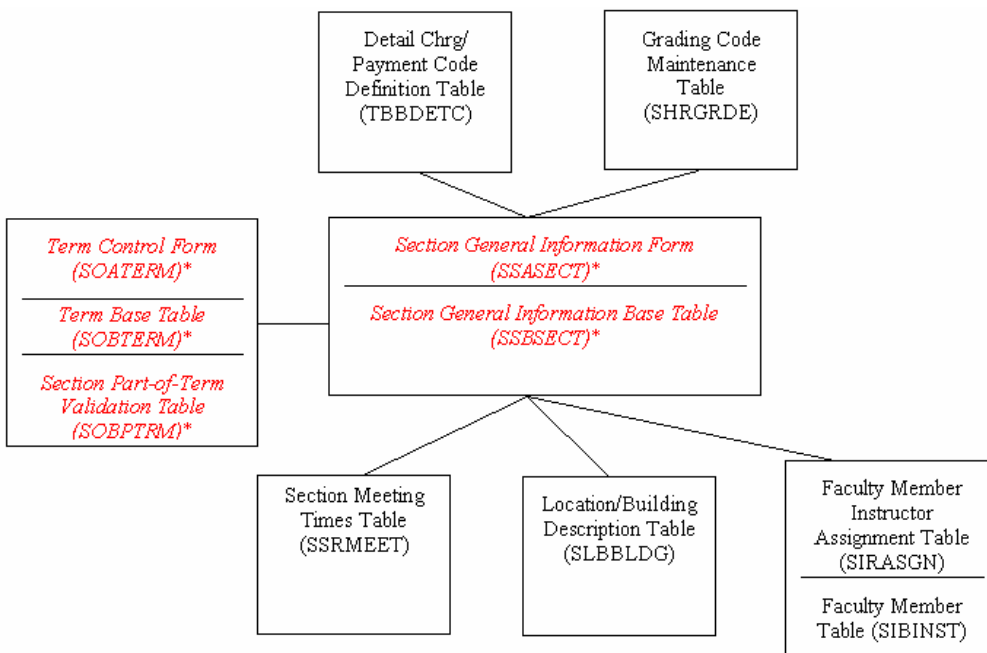 Detail Chrg/
Payment Code
Definition Table
(TBBDETC)
Grading Code
Maintenance
Table
(SHRGRDE)
Term Control Form
(SOATERM)*
Term Base Table
(SOBTERM)*
Section Part-of-Term
Validation Table
(SOBPTRM)*
Section General Information Form
(SSASECT)*
Section General Information Base Table
(SSBSECT)*
Section Meeting
Times Table
(SSRMEET)
Location/Building
Description Table
(SLBBLDG)
Faculty Member
Instructor
Assignment Table
(SIRASGN)
Faculty Member
Table (SIBINST)